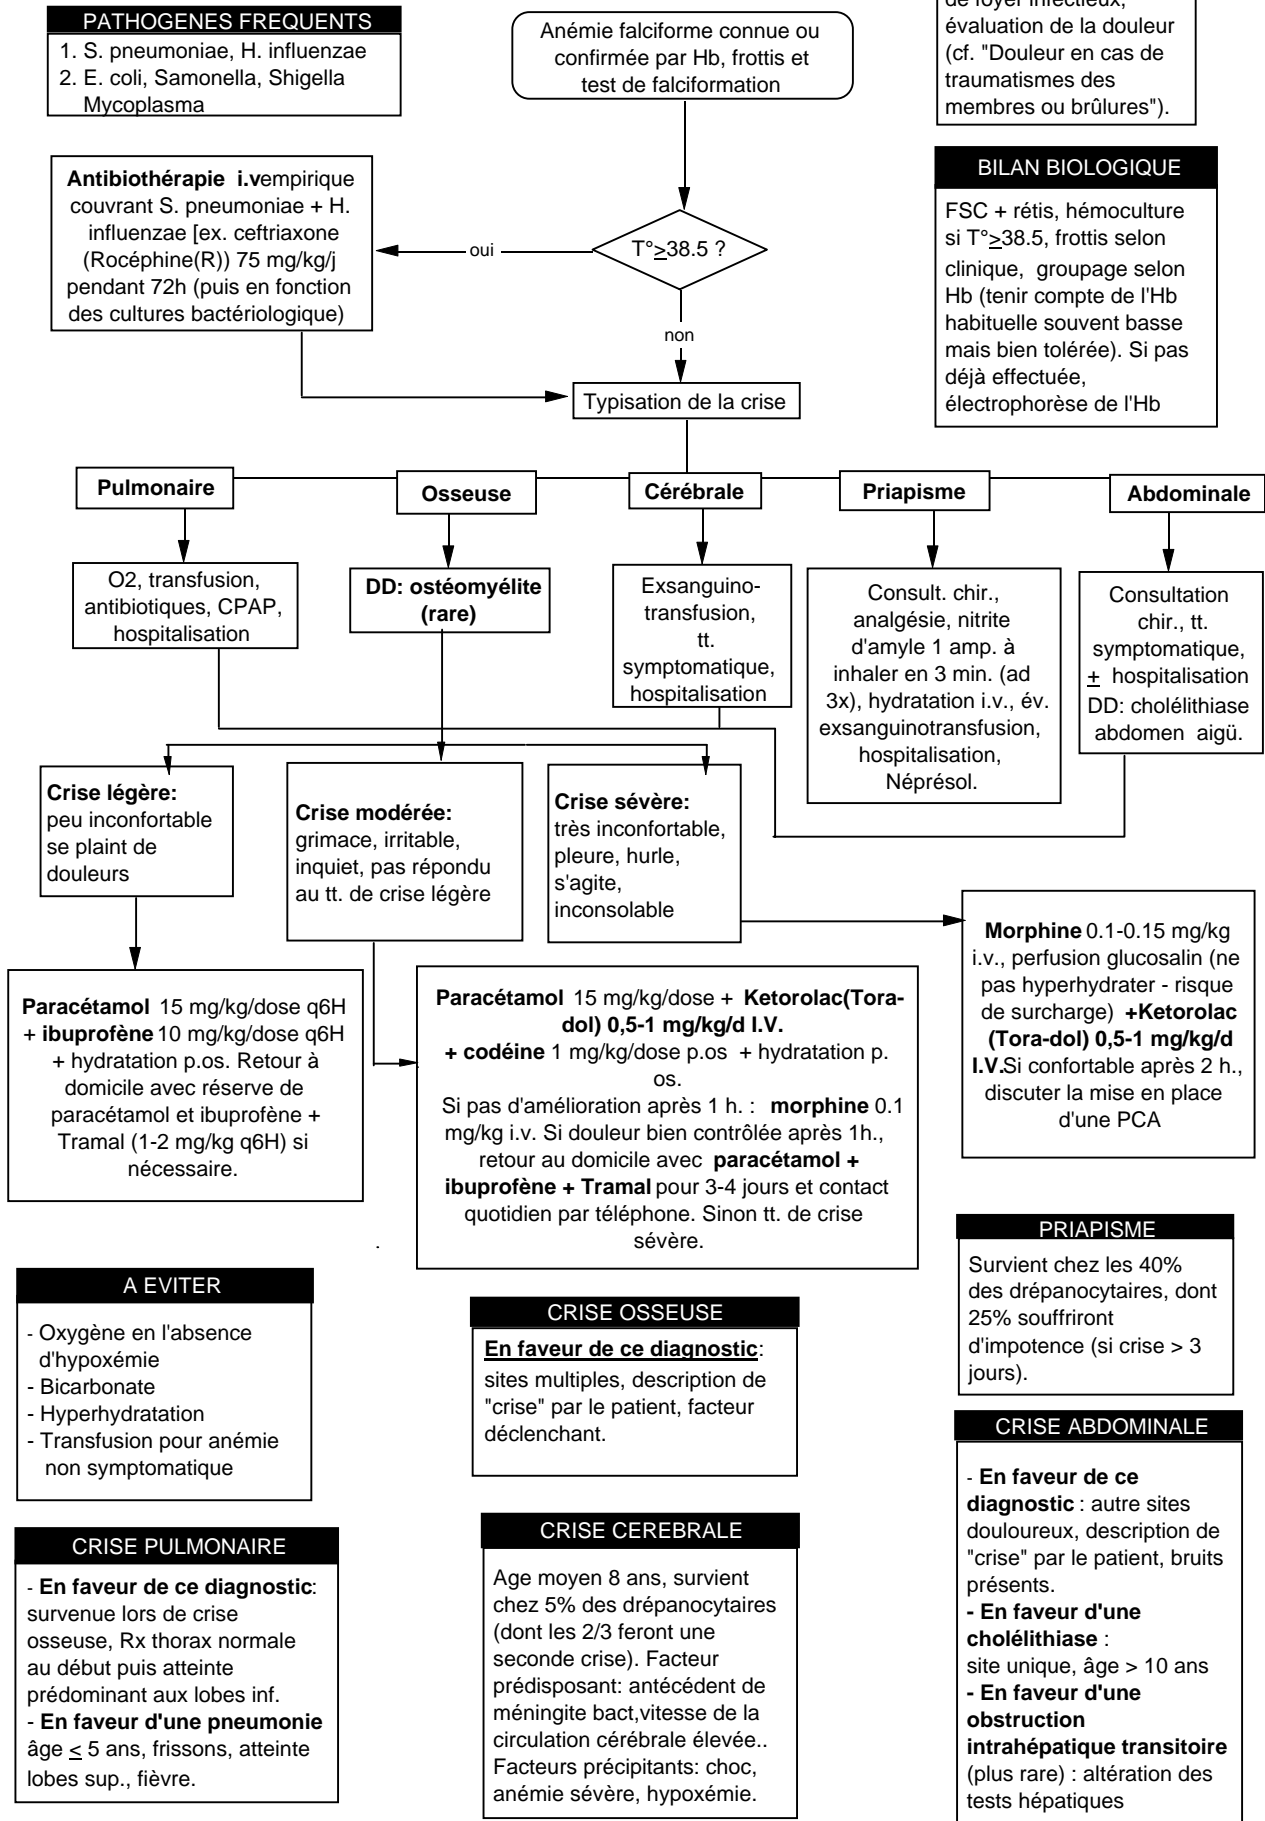 PATHOGENES FREQUENTS
1. S. pneumoniae, H. influenzae
2. E. coli, Samonella, Shigella
Mycoplasma
Anémie falciforme connue ou
confirmée par Hb, frottis et
test de falciformation
de foyer infectieux,
évaluation de la douleur
(cf. "Douleur en cas de
traumatismes des
membres ou brûlures").
BILAN BIOLOGIQUE
FSC + rétis, hémoculture
si T°≥38.5, frottis selon
clinique, groupage selon
Hb (tenir compte de l'Hb
habituelle souvent basse
mais bien tolérée). Si pas
déjà effectuée,
électrophorèse de l'Hb
Antibiothérapie i.vempirique
couvrant S. pneumoniae + H.
influenzae [ex. ceftriaxone
(Rocéphine(R)) 75 mg/kg/j
pendant 72h (puis en fonction
des cultures bactériologique)
oui
T°≥38.5 ?
non
Typisation de la crise
Pulmonaire
Osseuse
Cérébrale
Priapisme
Abdominale
O2, transfusion,
antibiotiques, CPAP,
hospitalisation
DD: ostéomyélite
(rare)
Exsanguino-
transfusion,
tt.
symptomatique,
hospitalisation
Consult. chir.,
analgésie, nitrite
d'amyle 1 amp. à
inhaler en 3 min. (ad
3x), hydratation i.v., év.
exsanguinotransfusion,
hospitalisation,
Néprésol.
Consultation
chir., tt.
symptomatique,
± hospitalisation
DD: cholélithiase
abdomen aigü.
Crise légère:
peu inconfortable
se plaint de
douleurs
Crise modérée:
grimace, irritable,
inquiet, pas répondu
au tt. de crise légère
Crise sévère:
très inconfortable,
pleure, hurle,
s'agite,
inconsolable
Paracétamol 15 mg/kg/dose q6H
+ ibuprofène 10 mg/kg/dose q6H
+ hydratation p.os. Retour à
domicile avec réserve de
paracétamol et ibuprofène +
Tramal (1-2 mg/kg q6H) si
nécessaire.
Paracétamol 15 mg/kg/dose + Ketorolac(Tora-
dol) 0,5-1 mg/kg/d I.V.
+ codéine 1 mg/kg/dose p.os + hydratation p.
os.
Si pas d'amélioration après 1 h. : morphine 0.1
mg/kg i.v. Si douleur bien contrôlée après 1h.,
retour au domicile avec paracétamol +
ibuprofène + Tramal pour 3-4 jours et contact
quotidien par téléphone. Sinon tt. de crise
sévère.
.
Morphine 0.1-0.15 mg/kg
i.v., perfusion glucosalin (ne
pas hyperhydrater - risque
de surcharge) +Ketorolac
(Tora-dol) 0,5-1 mg/kg/d
I.V.Si confortable après 2 h.,
discuter la mise en place
d'une PCA
A EVITER
- Oxygène en l'absence
d'hypoxémie
- Bicarbonate
- Hyperhydratation
- Transfusion pour anémie
non symptomatique
CRISE OSSEUSE
En faveur de ce diagnostic:
sites multiples, description de
"crise" par le patient, facteur
déclenchant.
PRIAPISME
Survient chez les 40%
des drépanocytaires, dont
25% souffriront
d'impotence (si crise > 3
jours).
CRISE PULMONAIRE
- En faveur de ce diagnostic:
survenue lors de crise
osseuse, Rx thorax normale
au début puis atteinte
prédominant aux lobes inf.
- En faveur d'une pneumonie
âge ≤ 5 ans, frissons, atteinte
lobes sup., fièvre.
CRISE CEREBRALE
Age moyen 8 ans, survient
chez 5% des drépanocytaires
(dont les 2/3 feront une
seconde crise). Facteur
prédisposant: antécédent de
méningite bact,vitesse de la
circulation cérébrale élevée..
Facteurs précipitants: choc,
anémie sévère, hypoxémie.
CRISE ABDOMINALE
- En faveur de ce
diagnostic : autre sites
douloureux, description de
"crise" par le patient, bruits
présents.
- En faveur d'une
cholélithiase :
site unique, âge > 10 ans
- En faveur d'une
obstruction
intrahépatique transitoire
(plus rare) : altération des
tests hépatiques